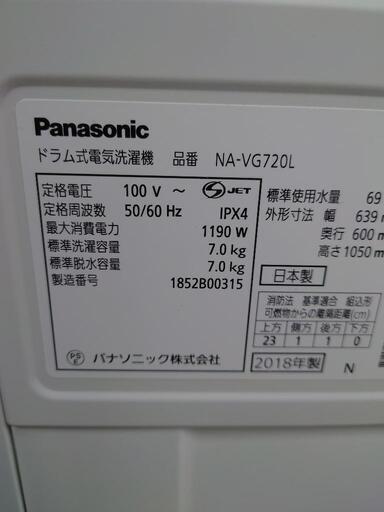 Panasonic
ドラム式電気洗濯機 品番 NA-VG720L
定格電圧 100 V ~
定格周波数 50/60 Hz
最大消費電力 1190 W
標準洗濯容量 7.0 kg
標準脱水容量 7.0 kg
製造番号 1852B00315
JET
IPX4
PS
E
パナソニック株式会社
標準使用水量 69
外形寸法 幅 639 m
奥行 600 m
高さ 1050 m
日本製
消防法 基準適合 組込形
可燃物からの離隔距離(cm)
上方 側方 後方 下方
23 1 1 0
2018年製 N